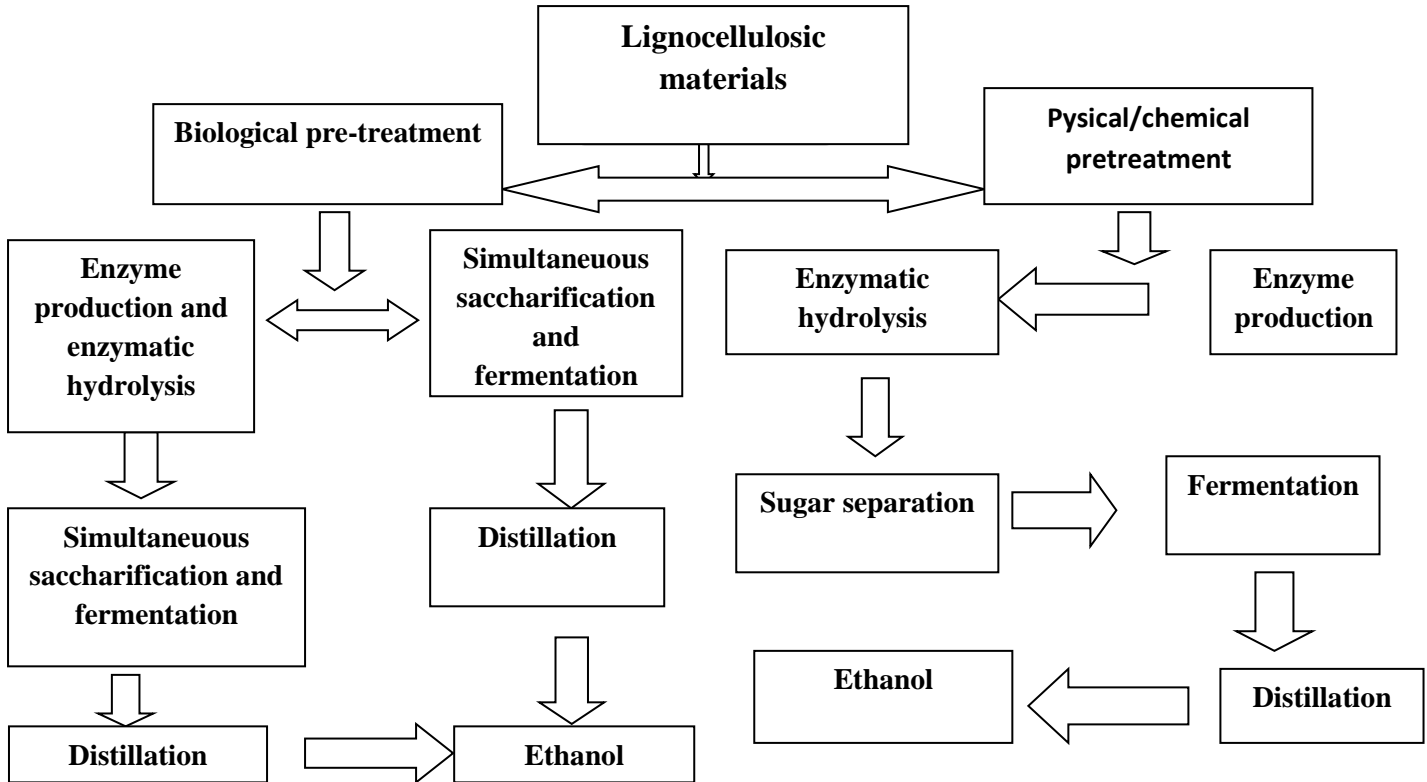 Lignocellulosic
materials
Biological pre-treatment
Pysical/chemical
pretreatment
Enzyme
production and
enzymatic
hydrolysis
Simultaneuous
saccharification
and
fermentation
Enzymatic
hydrolysis
Enzyme
production
Simultaneuous
saccharification and
fermentation
Distillation
Sugar separation
Fermentation
Distillation
Ethanol
Ethanol
Distillation